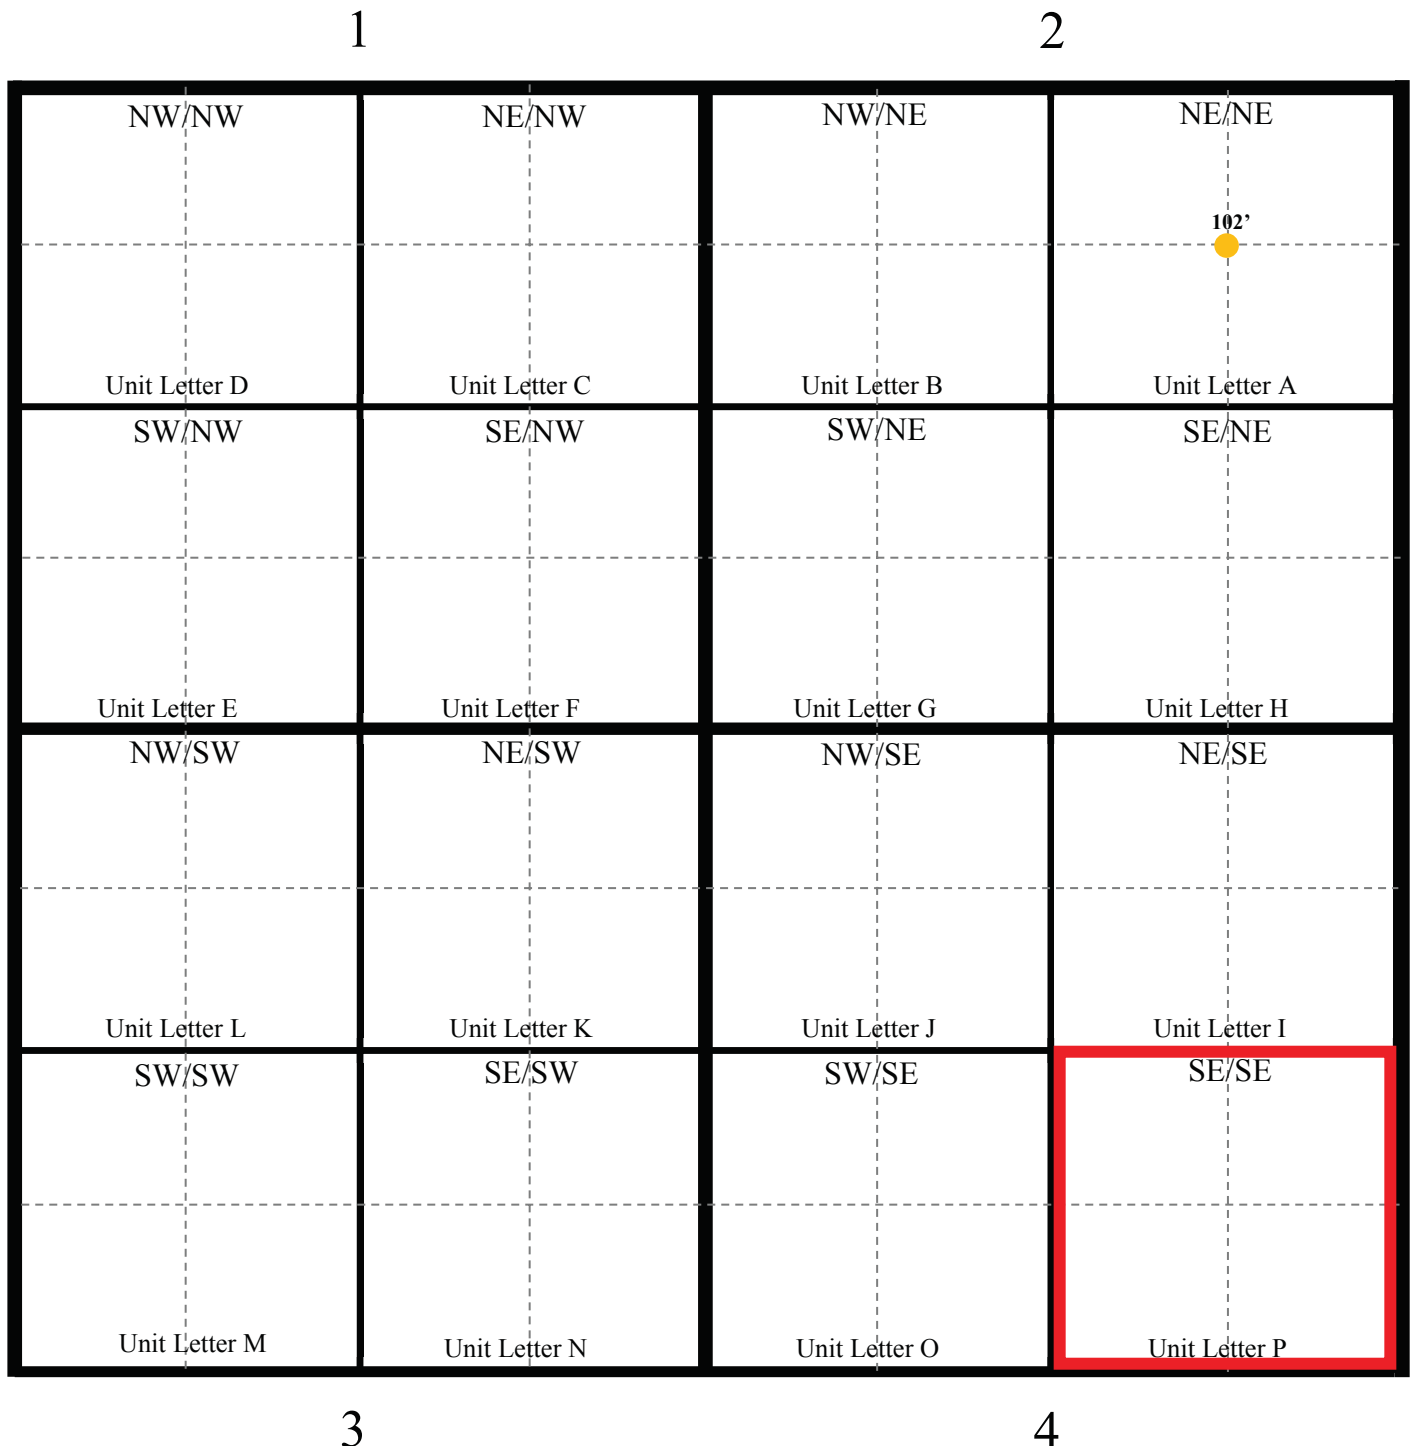 1 2
NW/NW NE/NW NW/NE NE/NE
102’
Unit Letter D Unit Letter C Unit Letter B Unit Letter A
SW/NW SE/NW SW/NE SE/NE
Unit Letter E Unit Letter F Unit Letter G Unit Letter H
NW/SW NE/SW NW/SE NE/SE
Unit Letter L Unit Letter K Unit Letter J Unit Letter I
SW/SW SE/SW SW/SE SE/SE
Unit Letter M Unit Letter N Unit Letter O Unit Letter P
3 4